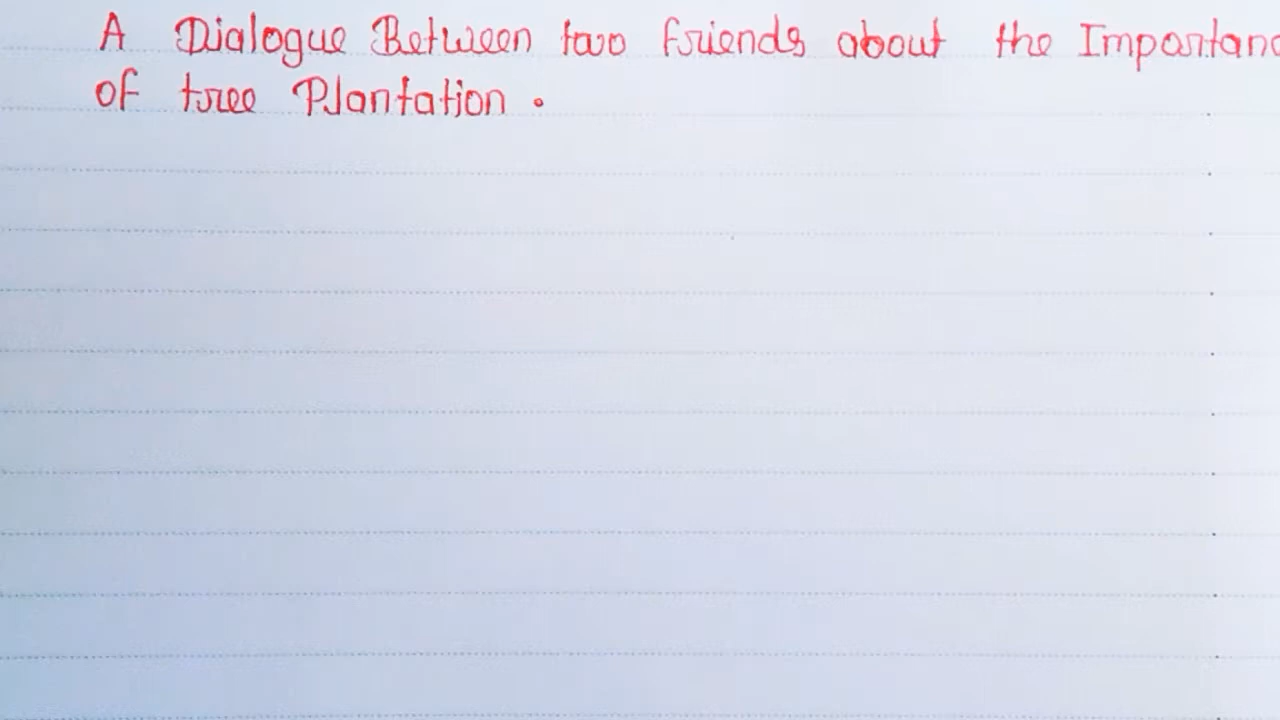 A Dialogue Between two friends about the Importanc
of tree Plantation .